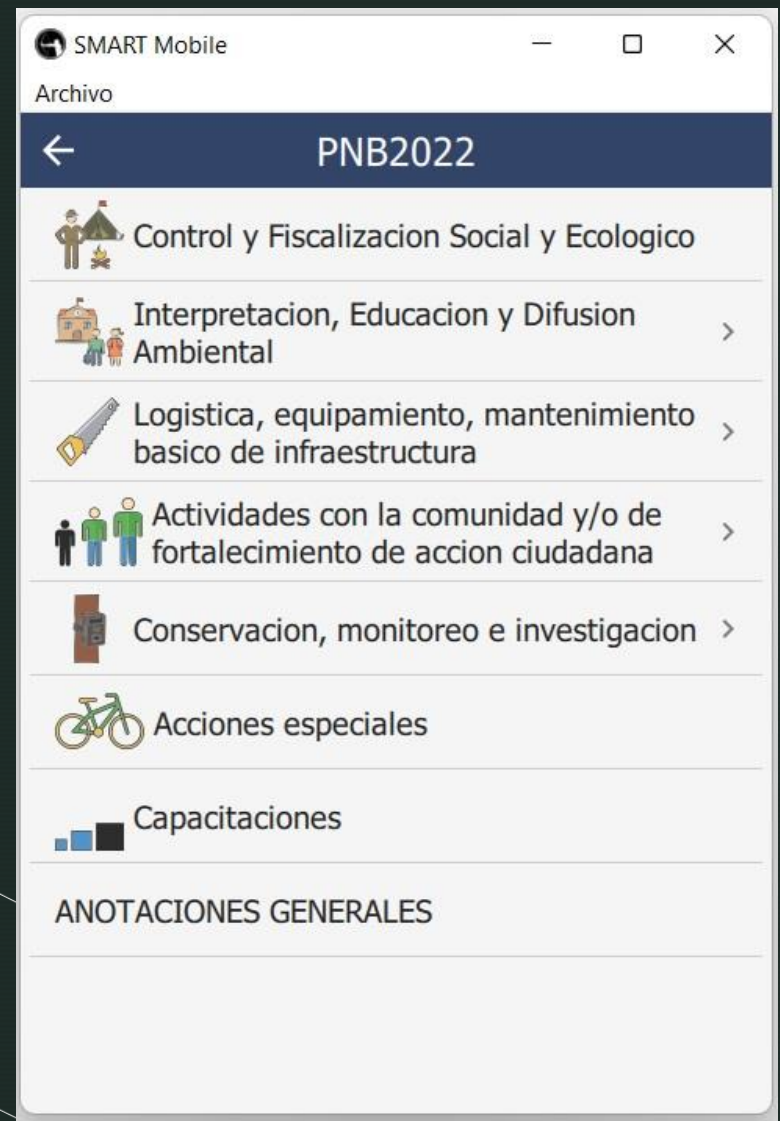 SMART Mobile
Archivo
PNB2022
Control y Fiscalizacion Social y Ecologico
Interpretacion, Educacion y Difusion
Ambiental
Logistica, equipamiento, mantenimiento
basico de infraestructura
Actividades con la comunidad y/o de
fortalecimiento de accion ciudadana
Conservacion, monitoreo e investigacion
Acciones especiales
Capacitaciones
ANOTACIONES GENERALES